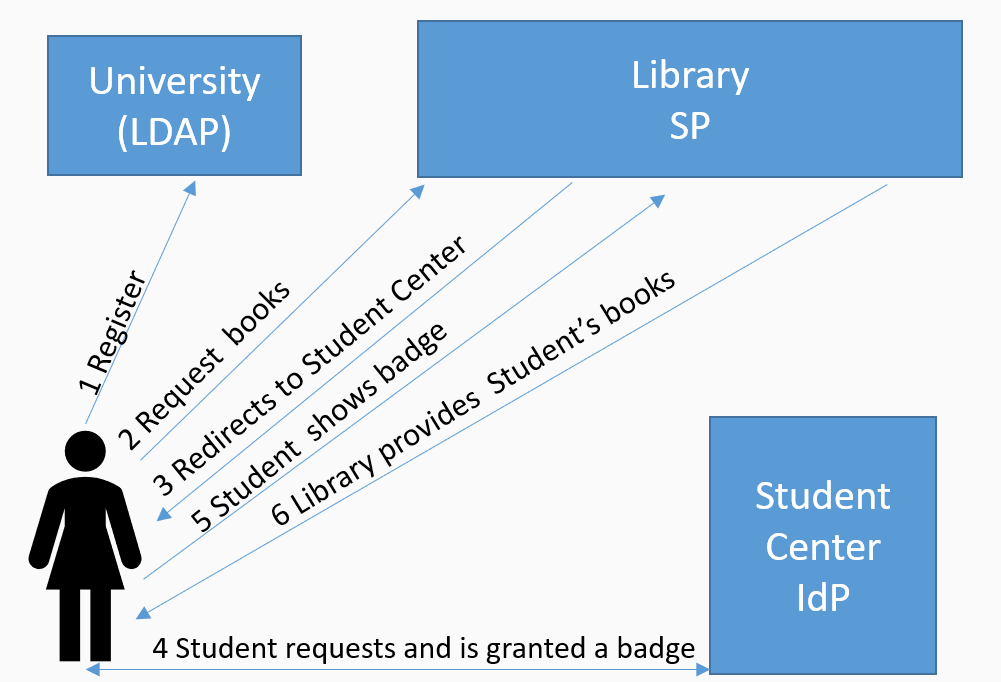 University
(LDAP)
Library
SP
1 Register
2 Request books
3 Redirects to Student Center
5 Student shows badge
6 Library provides Student's books
Student
Center
IdP
4 Student requests and is granted a badge